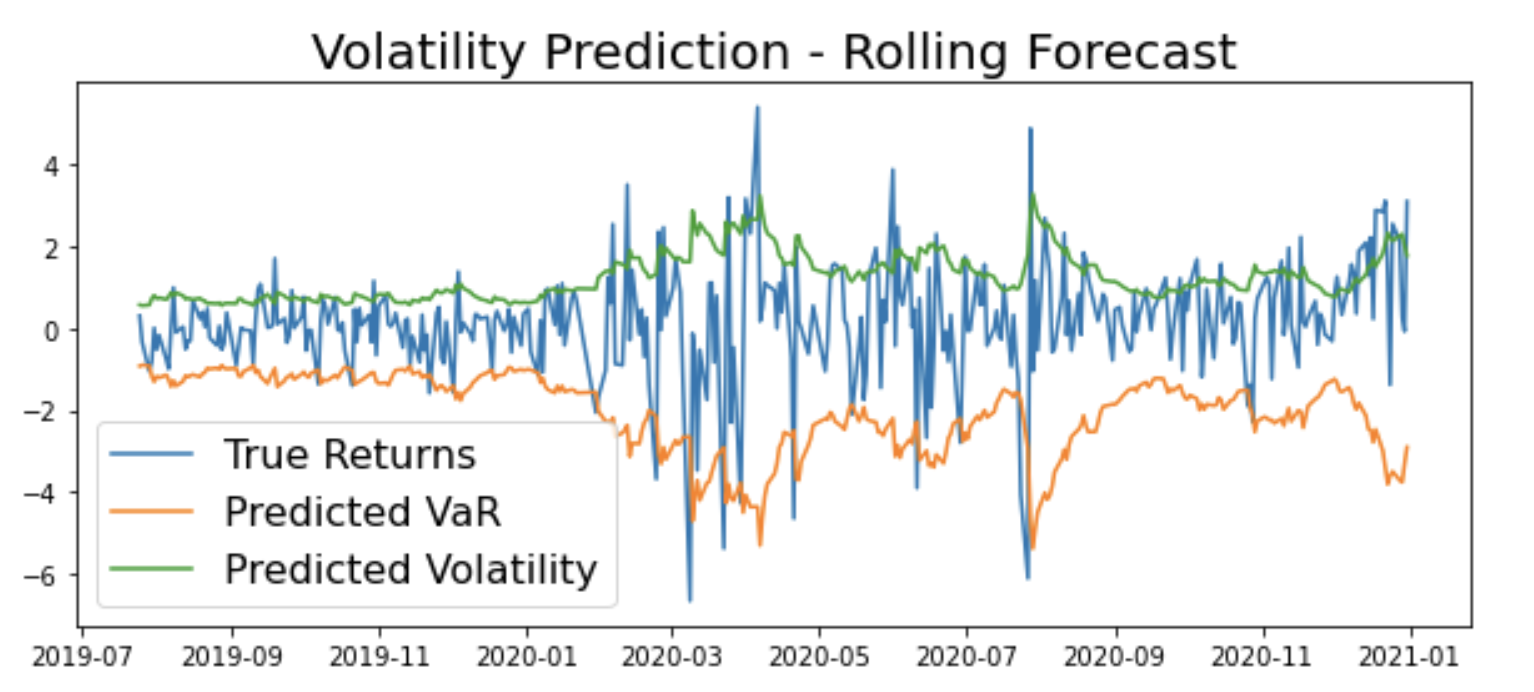 Volatility Prediction - Rolling Forecast
4
2
0
−2
−4
−6
True Returns
Predicted VaR
Predicted Volatility
2019-07 2019-09 2019-11 2020-01 2020-03 2020-05 2020-07 2020-09 2020-11 2021-01